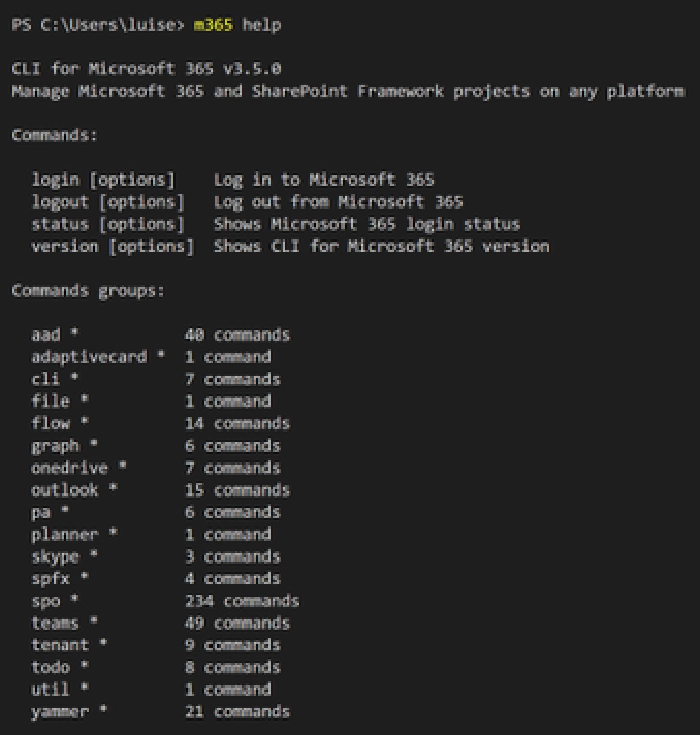 PS C:\Users\luise> m365 help
CLI for Microsoft 365 v3.5.0
Manage Microsoft 365 and SharePoint Framework projects on any platform
Commands:
login [options] Log in to Microsoft 365
logout [options] Log out from Microsoft 365
status [options] Shows Microsoft 365 login status
version [options] Shows CLI for Microsoft 365 version
Commands groups:
aad * 40 commands
adaptivecard * 1 command
cli * 7 commands
file * 1 command
flow * 14 commands
graph * 6 commands
onedrive * 7 commands
outlook * 15 commands
pa * 6 commands
planner * 1 command
skype * 3 commands
spfx * 4 commands
spo * 234 commands
teams * 49 commands
tenant * 9 commands
todo * 8 commands
util * 1 command
yammer * 21 commands